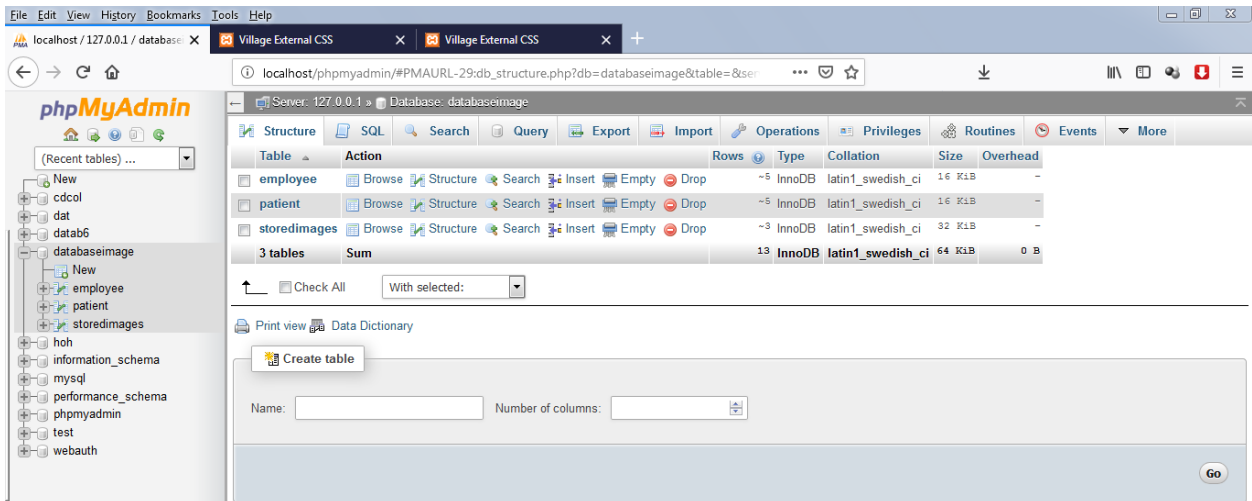 File Edit View History Bookmarks Tools Help
localhost / 127.0.0.1 / database
Village External CSS
Village External CSS
localhost/phpmyadmin/#PMAURL-29:db_structure.php?db=databaseimage&table=&ser
phpMyAdmin
(Recent tables) ...
New
cdcol
dat
datab6
databaseimage
New
employee
patient
storedimages
hoh
information_schema
mysql
performance_schema
phpmyadmin
test
webauth
Server: 127.0.0.1 » Database: databaseimage
Structure SQL Search Query Export Import Operations Privileges Routines Events More
Table Action Rows Type Collation Size Overhead
employee Browse Structure Search Insert Empty Drop ~5 InnoDB latin1_swedish_ci 16 KiB -
patient Browse Structure Search Insert Empty Drop ~5 InnoDB latin1_swedish_ci 16 KiB -
storedimages Browse Structure Search Insert Empty Drop ~3 InnoDB latin1_swedish_ci 32 KiB -
3 tables Sum 13 InnoDB latin1_swedish_ci 64 KiB 0 B
Check All With selected:
Print view Data Dictionary
Create table
Name: Number of columns:
Go